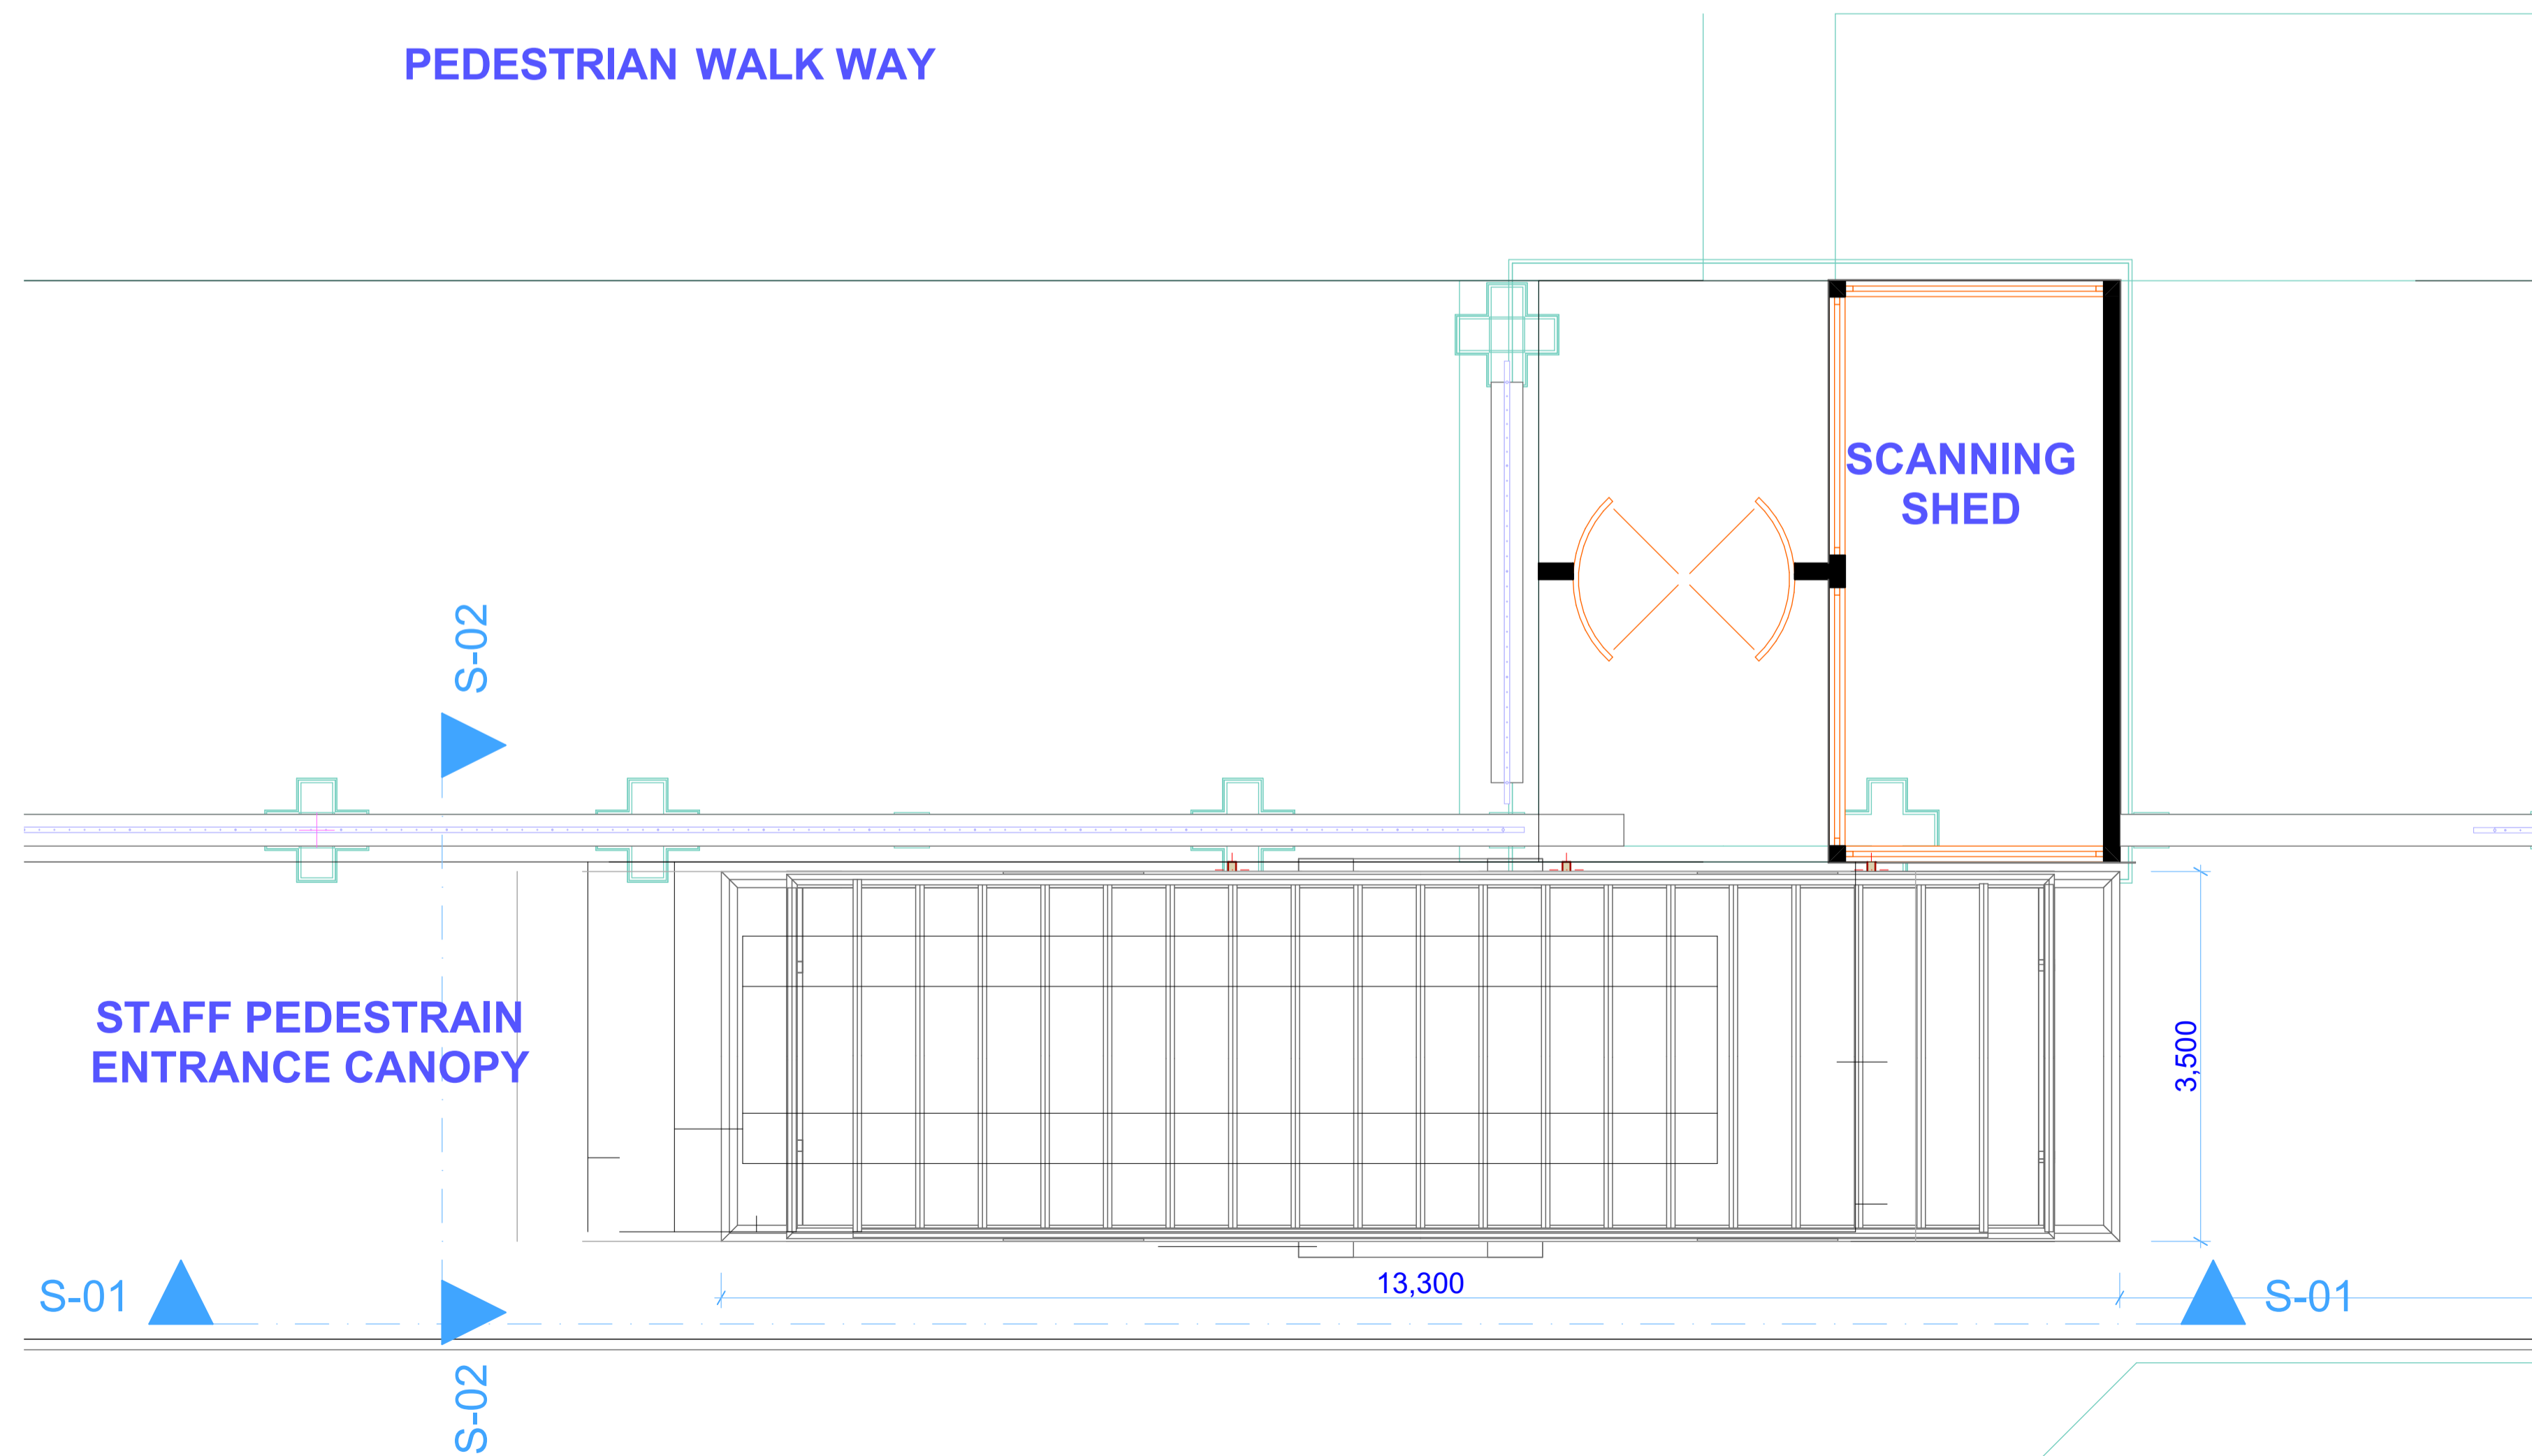 PEDESTRIAN WALK WAY
SCANNING
SHED
S-02
STAFF PEDESTRAIN
ENTRANCE CANOPY
3,500
13,300
S-01
S-01
S-02